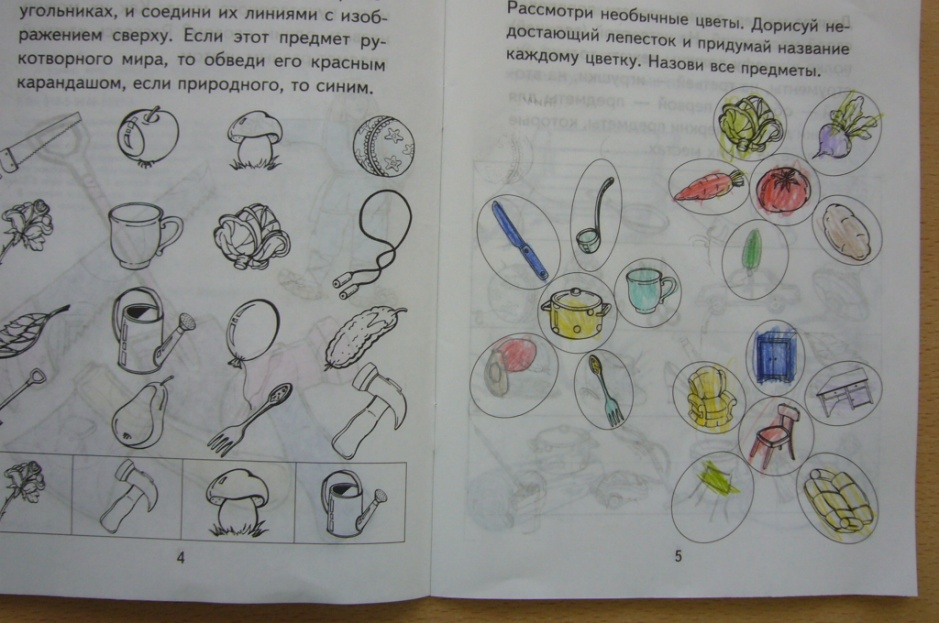 угольниках, и соедини их линиями с изоб-
ражением сверху. Если этот предмет ру-
котворного мира, то обведи его красным
карандашом, если природного, то синим.
4
Рассмотри необычные цветы. Дорисуй не-
достающий лепесток и придумай название
каждому цветку. Назови все предметы.
5